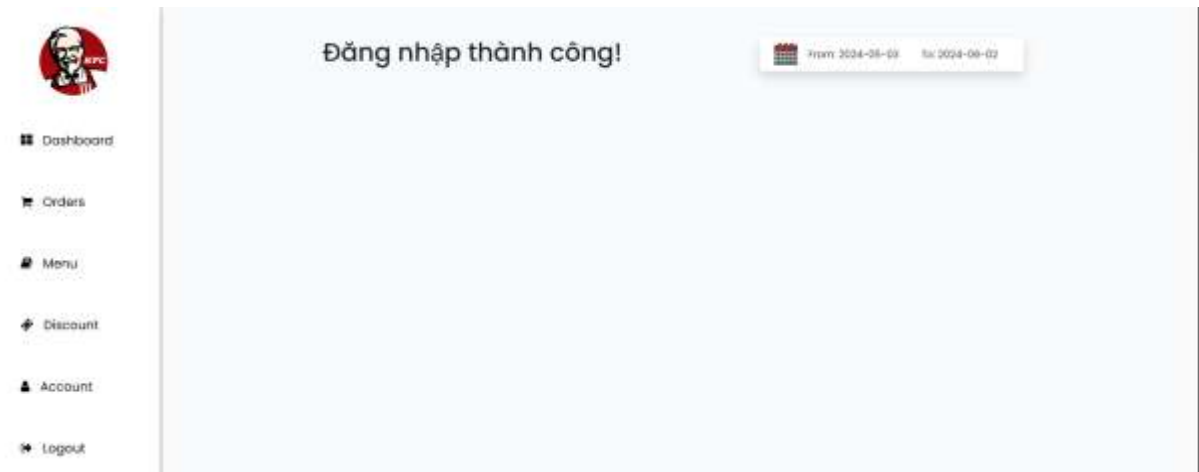 KFC
Đăng nhập thành công!
From: 2024-05-03 To: 2024-06-02
Dashboard
Orders
Menu
Discount
Account
Logout